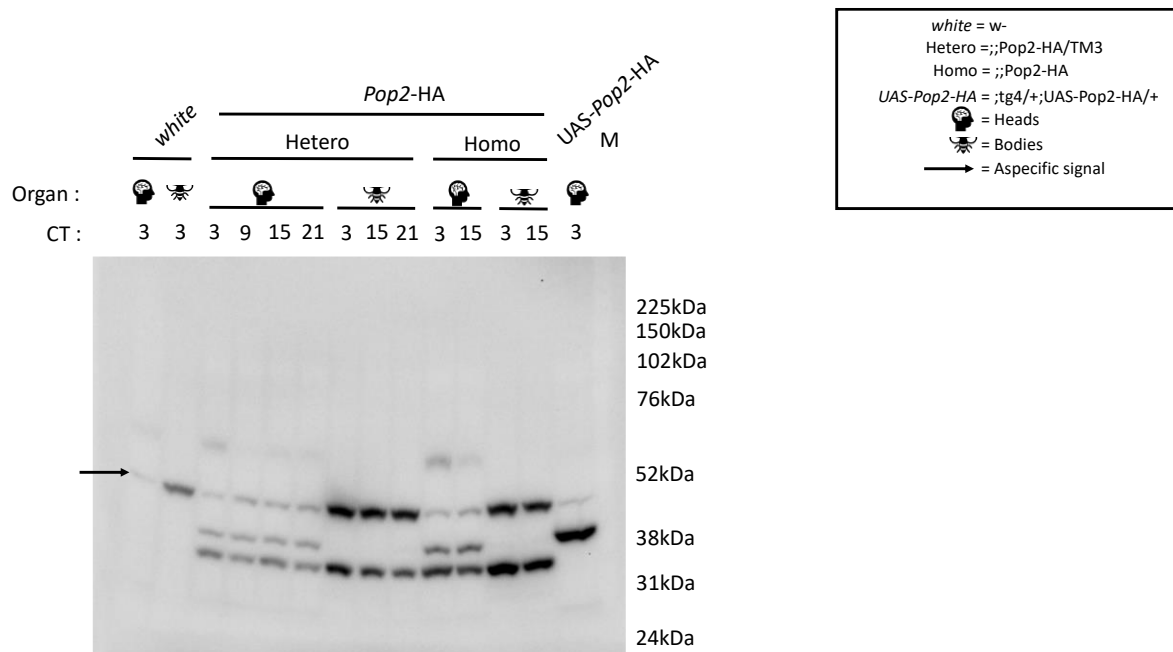 white = w-
Hetero =;;Pop2-HA/TM3
Homo = ;;Pop2-HA
UAS-Pop2-HA = ;tg4/+;UAS-Pop2-HA/+
= Heads
= Bodies
= Aspecific signal
white
Pop2-HA
UAS-Pop2-HA
M
Hetero
Homo
Organ :
CT : 3 3 3 9 15 21 3 15 21 3 15 3 15 3
225kDa
150kDa
102kDa
76kDa
52kDa
38kDa
31kDa
24kDa